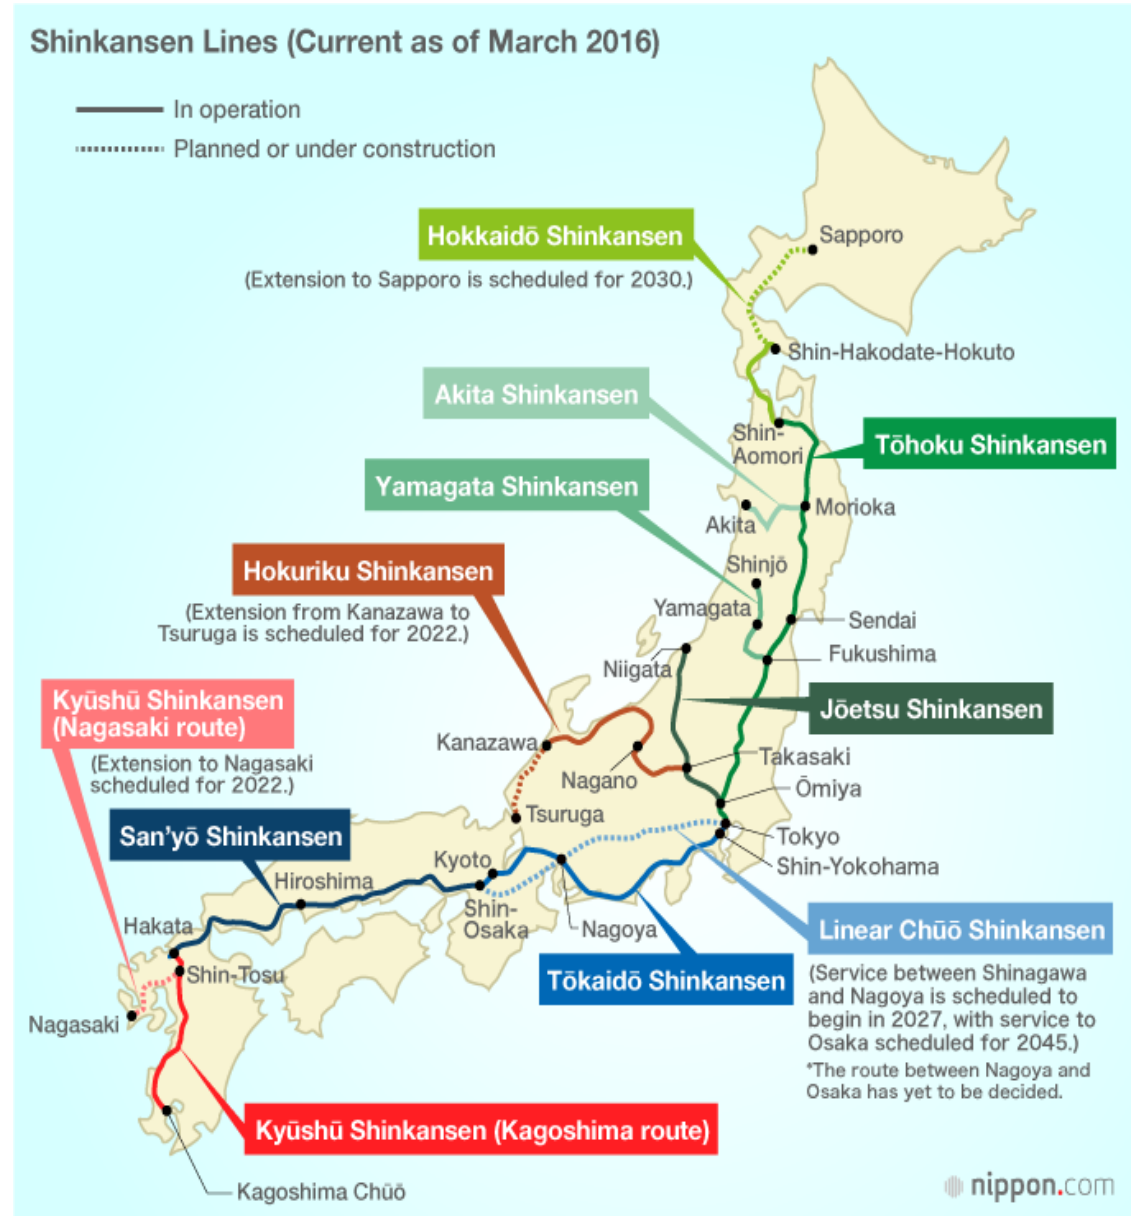 Shinkansen Lines (Current as of March 2016)
In operation
Planned or under construction
Hokkaidō Shinkansen
(Extension to Sapporo is scheduled for 2030.)
Sapporo
Shin-Hakodate-Hokuto
Akita Shinkansen
Shin-
Aomori
Tōhoku Shinkansen
Yamagata Shinkansen
Akita
Morioka
Hokuriku Shinkansen
(Extension from Kanazawa to
Tsuruga is scheduled for 2022.)
Shinjō
Yamagata
Sendai
Fukushima
Niigata
Kyūshū Shinkansen
(Nagasaki route)
(Extension to Nagasaki
scheduled for 2022.)
Jōetsu Shinkansen
Kanazawa
Nagano
Takasaki
Ōmiya
Tsuruga
Tokyo
Shin-Yokohama
San'yō Shinkansen
Kyoto
Hiroshima
Hakata
Shin-
Osaka
Nagoya
Linear Chūō Shinkansen
(Service between Shinagawa
and Nagoya is scheduled to
begin in 2027, with service to
Osaka scheduled for 2045.)
*The route between Nagoya and
Osaka has yet to be decided.
Shin-Tosu
Tōkaidō Shinkansen
Nagasaki
Kyūshū Shinkansen (Kagoshima route)
Kagoshima Chūō
nippon.com